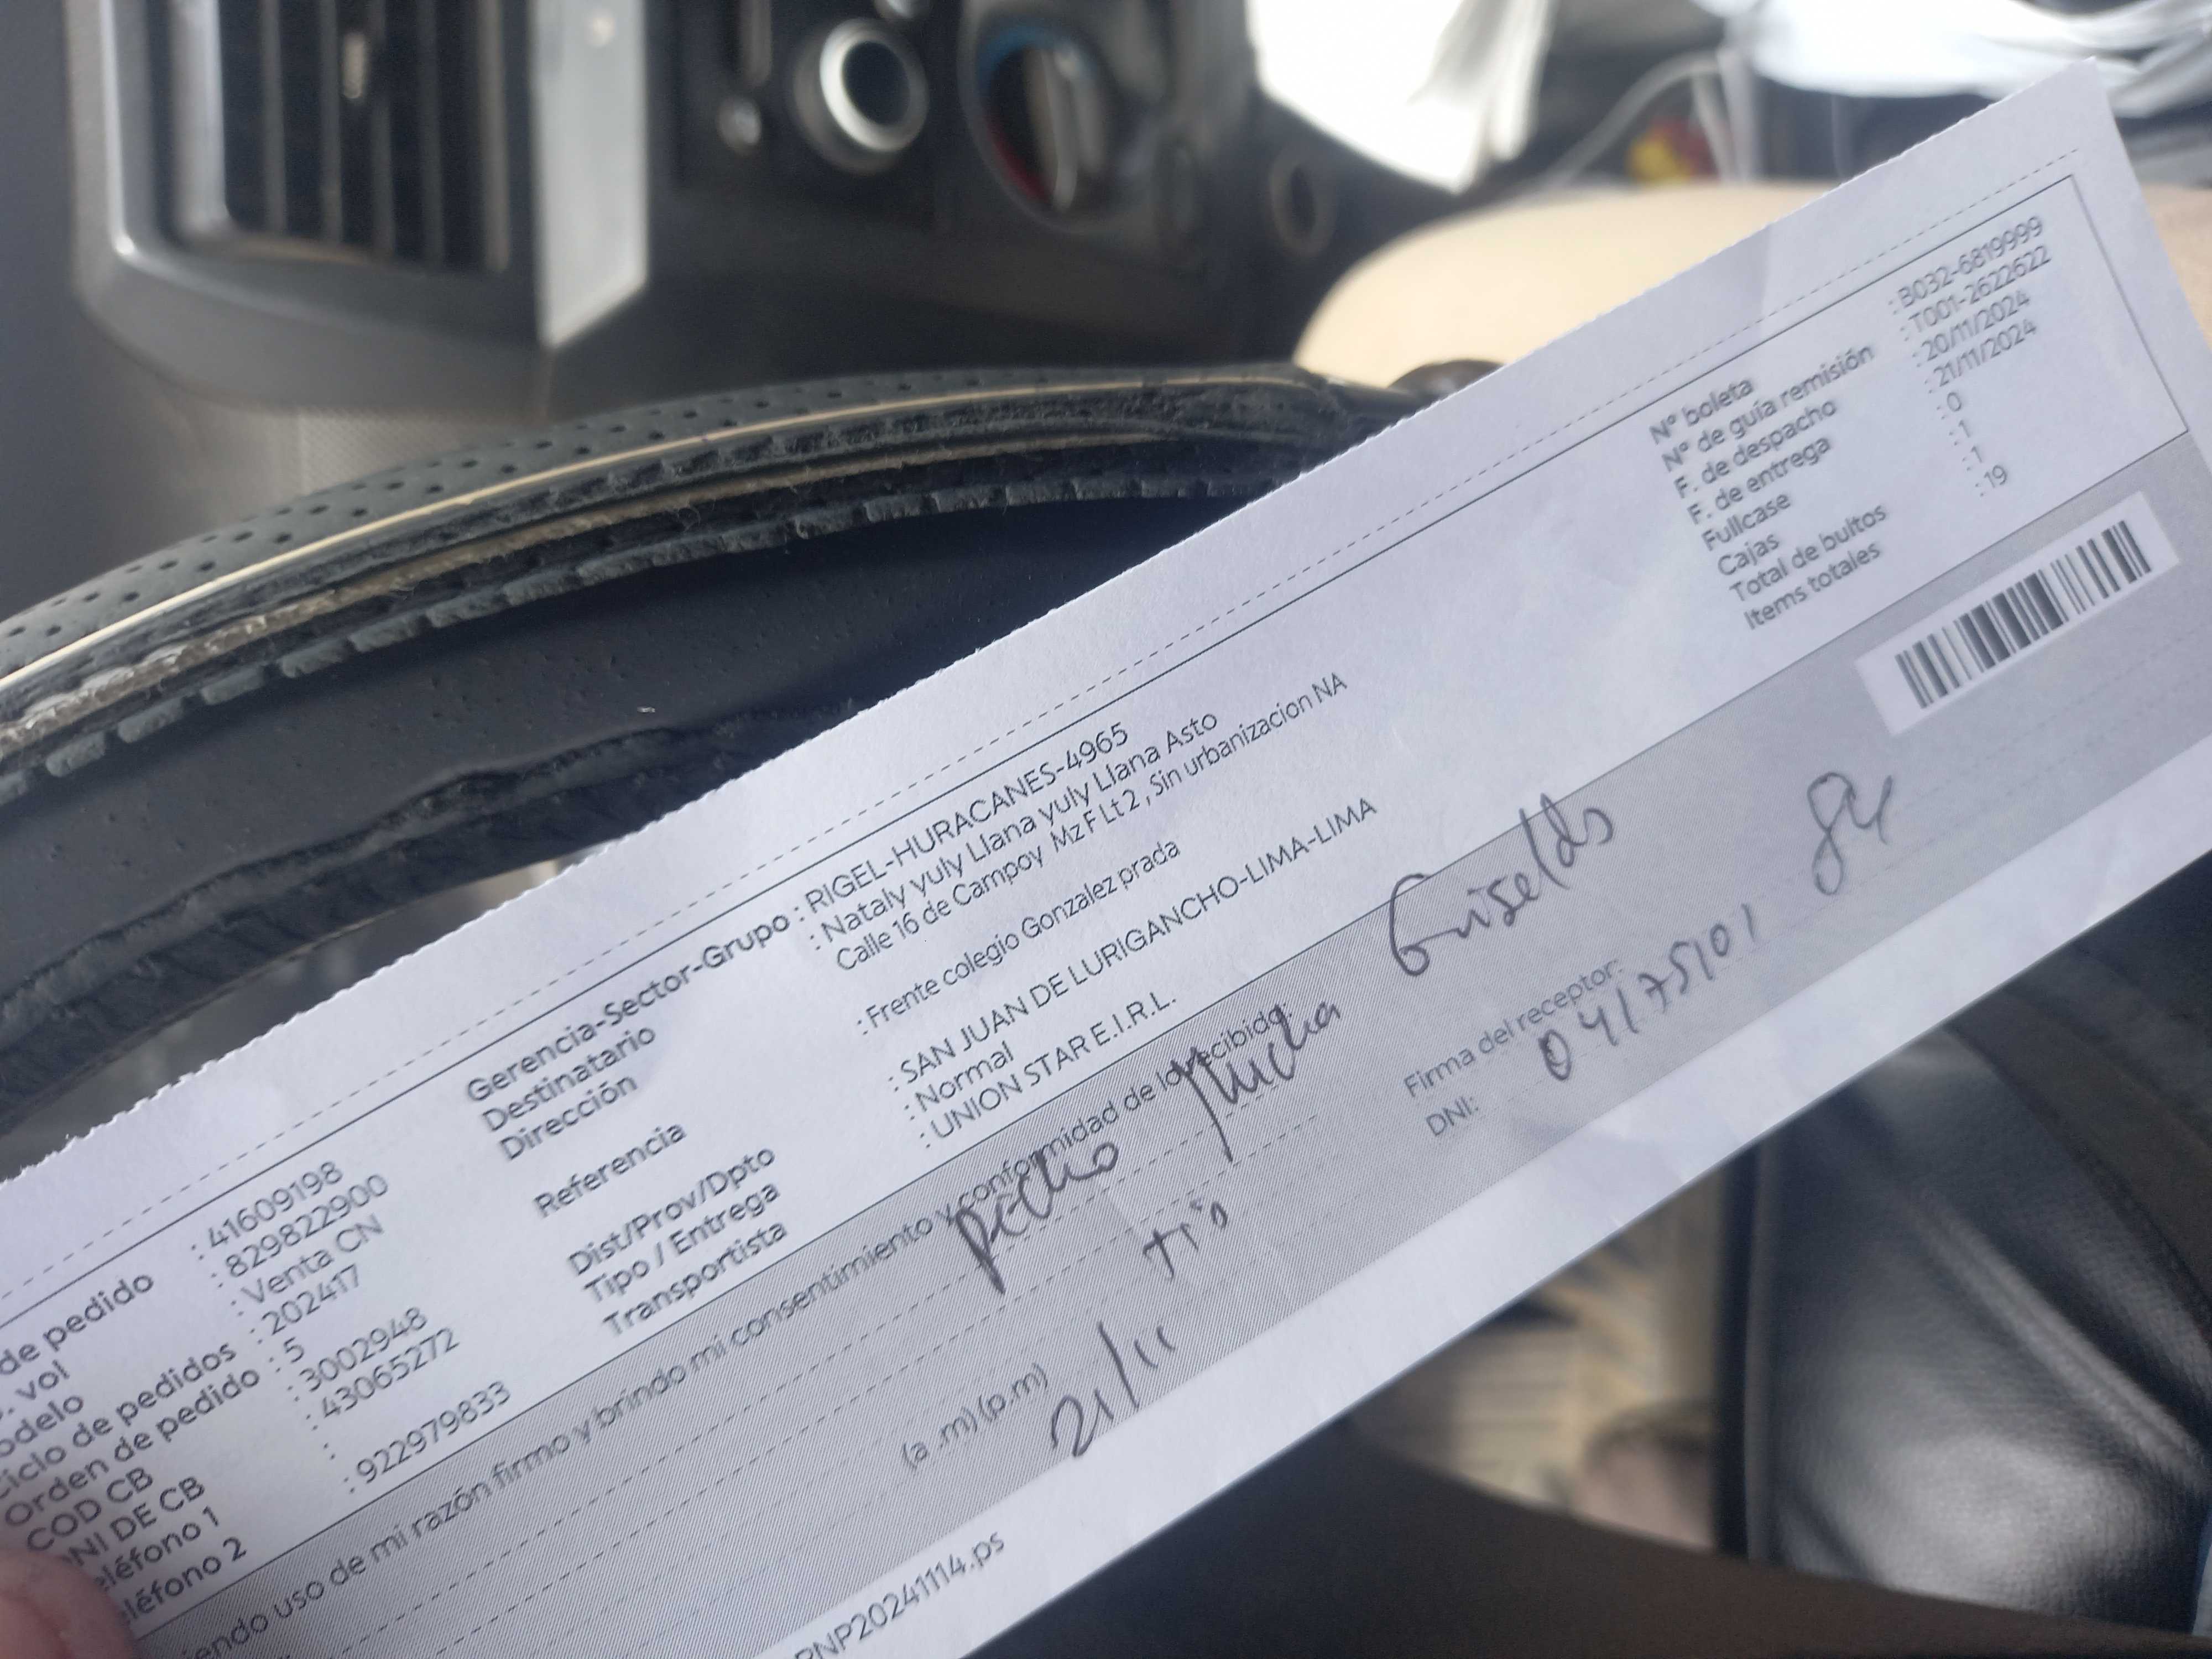 de pedido : 41609198
. vol : 829822900
odelo : Venta CN
Ciclo de pedidos : 202417
Orden de pedido : 5
COD CB : 3002948
DNI DE CB : 43065272
eléfono 1 :
eléfono 2 : 922979833
Gerencia-Sector-Grupo : RIGEL-HURACANES-4965
Destinatario : Nataly yuly Llana yuly Llana Asto
Dirección Calle 16 de Campoy Mz F Lt 2 , Sin urbanizacion NA
Referencia : Frente colegio Gonzalez prada
Dist/Prov/Dpto : SAN JUAN DE LURIGANCHO-LIMA-LIMA
Tipo / Entrega : Normal
Transportista : UNION STAR E.I.R.L.
N° boleta : B032-6819999
N° de guía remisión : T001-2622622
F. de despacho : 20/11/2024
F. de entrega : 21/11/2024
Fullcase : 0
Cajas : 1
Total de bultos : 1
Items totales : 19
iendo uso de mi razón firmo y brindo mi consentimiento y conformidad de lo recibido.
Tio
(a .m) (p.m)
21/11
Firma del receptor:
DNI: 04175101
84
PNP20241114.ps